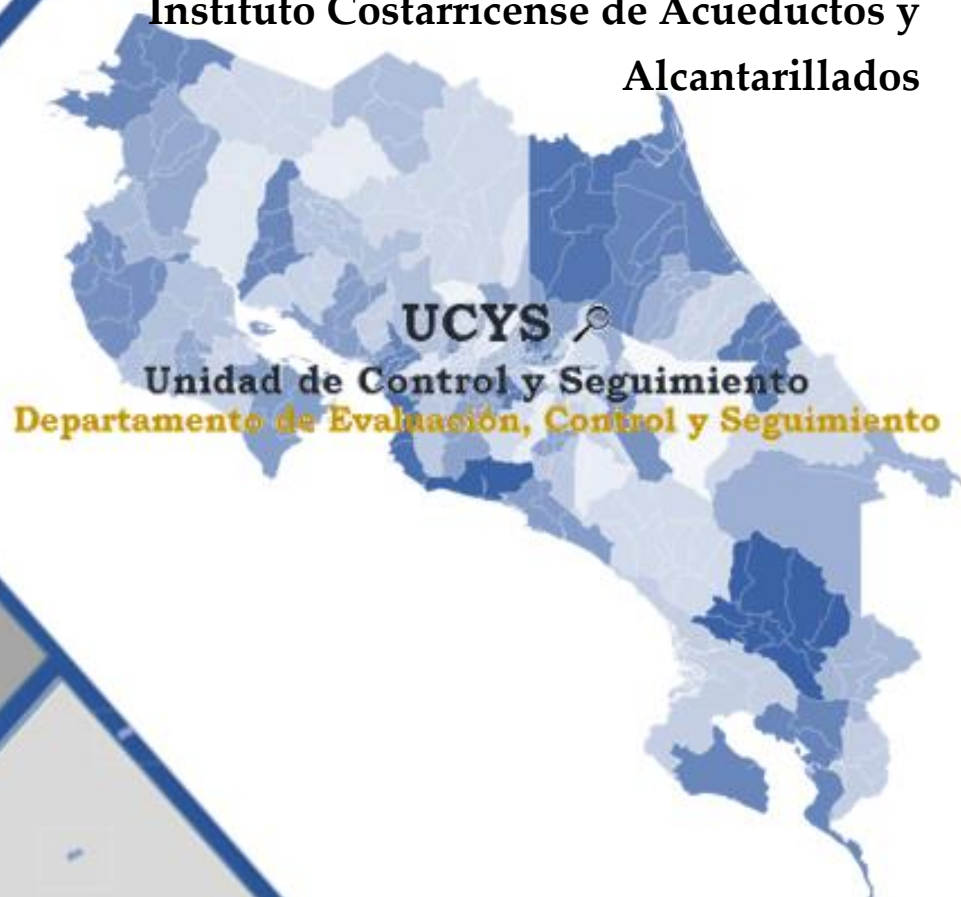 Instituto Costarricense de Acueductos y
Alcantarillados
UCYS
Unidad de Control y Seguimiento
Departamento de Evaluación, Control y Seguimiento